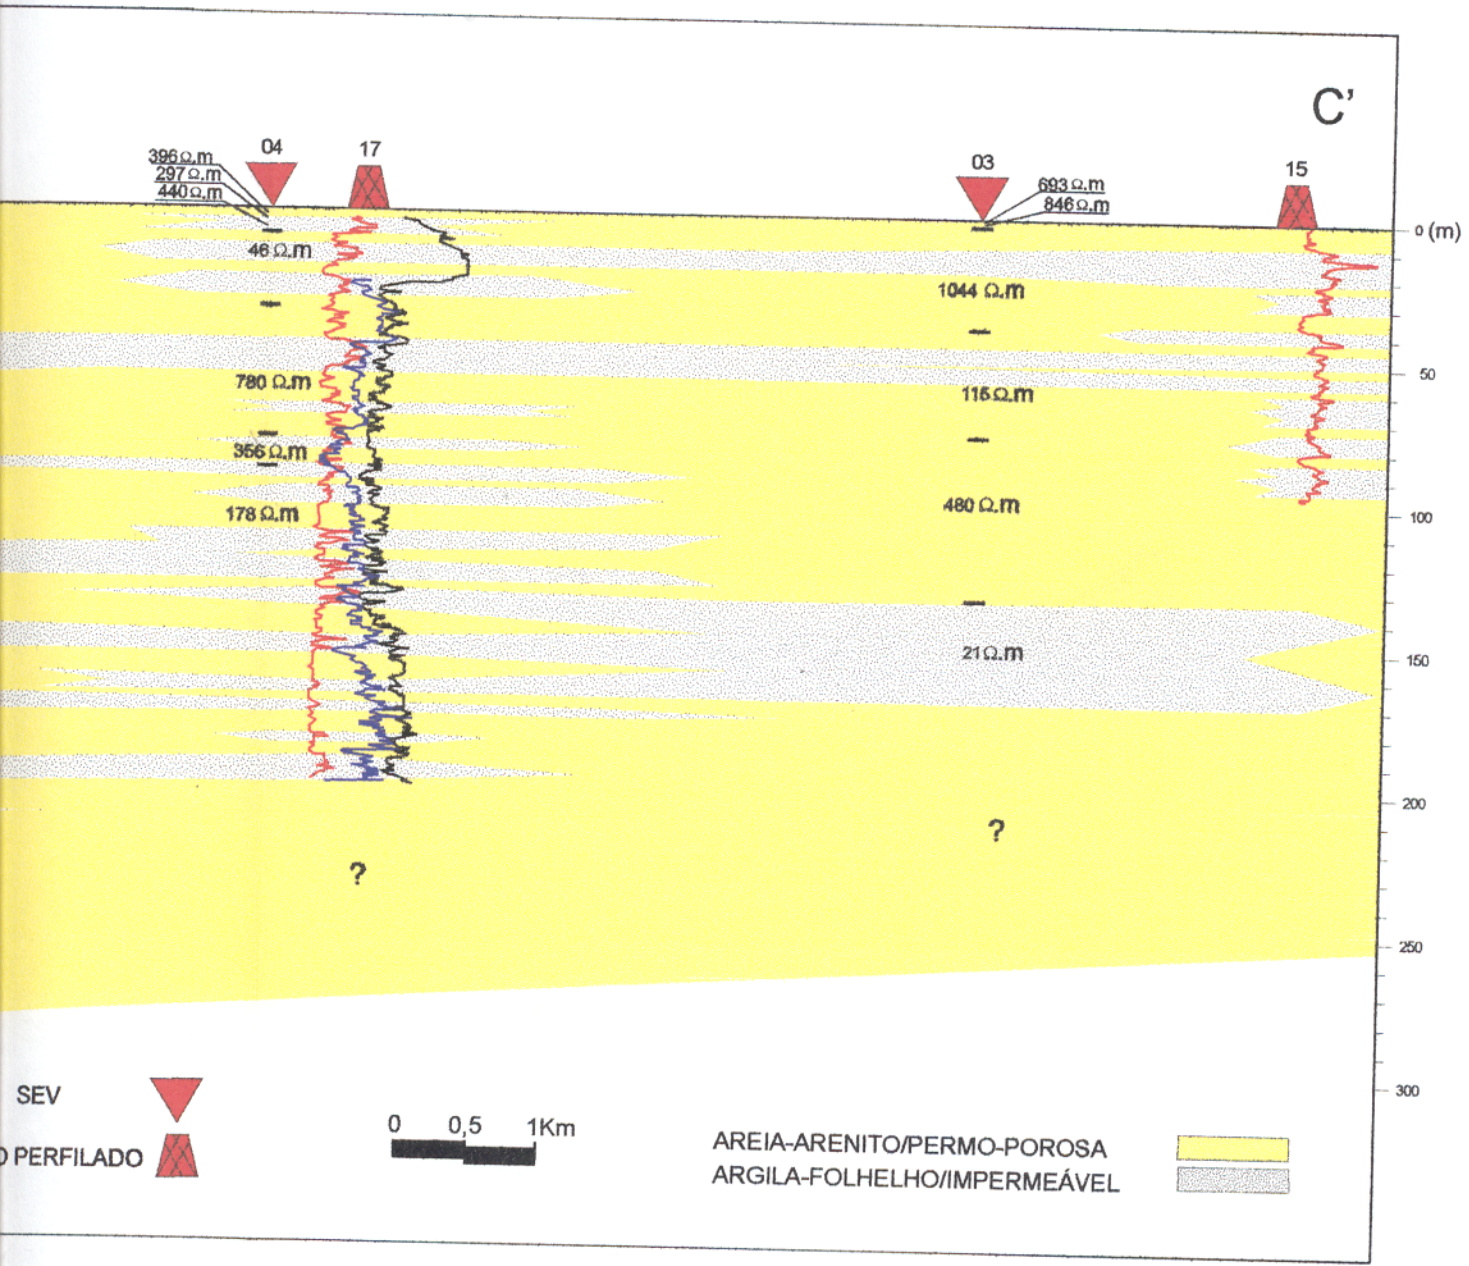 C'
04
17
03
15
396 Ω.m
297 Ω.m
440 Ω.m
693 Ω.m
846 Ω.m
0 (m)
46 Ω.m
1044 Ω.m
50
780 Ω.m
115 Ω.m
356 Ω.m
178 Ω.m
480 Ω.m
100
21 Ω.m
150
200
?
?
250
300
SEV
O PERFILADO
0 0,5 1Km
AREIA-ARENITO/PERMO-POROSA
ARGILA-FOLHELHO/IMPERMEÁVEL